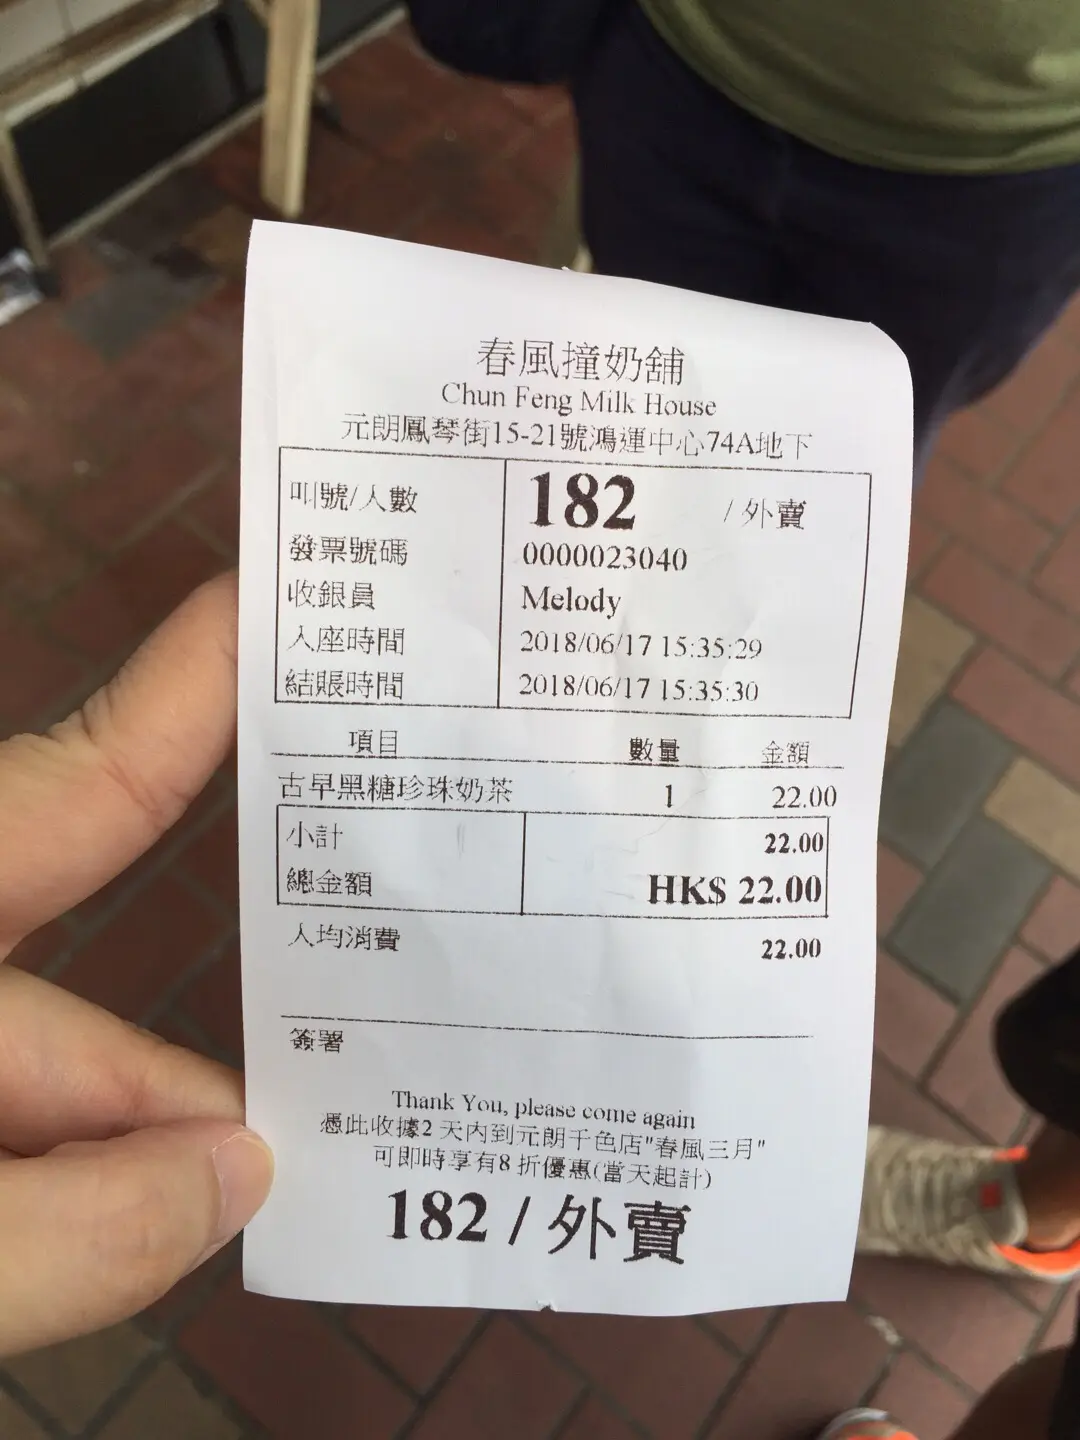 春風撞奶舖
Chun Feng Milk House
元朗鳳琴街15-21號鴻運中心74A地下
叫號/人數 182 /外賣
發票號碼 0000023040
收銀員 Melody
入座時間 2018/06/17 15:35:29
結賬時間 2018/06/17 15:35:30
項目 數量 金額
古早黑糖珍珠奶茶 1 22.00
小計 22.00
總金額 HK$ 22.00
人均消費 22.00
簽署
Thank You, please come again
憑此收據2 天內到元朗千色店"春風三月"
可即時享有8 折優惠(當天起計)
182 / 外賣